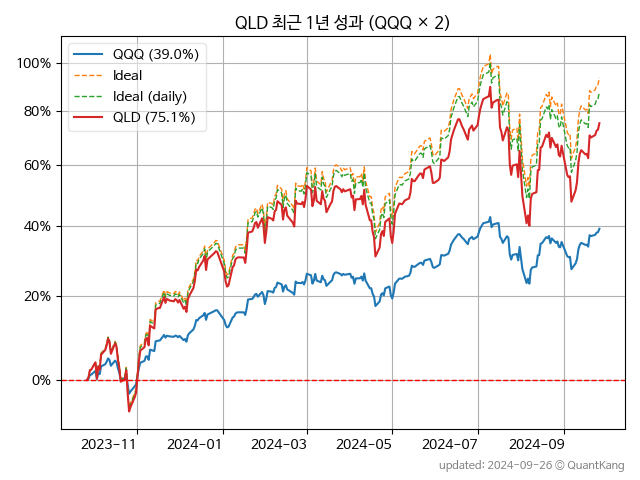 QLD 최근 1년 성과 (QQQ × 2)
QQQ (39.0%)
Ideal
Ideal (daily)
QLD (75.1%)
100%
80%
60%
40%
20%
0%
2023-11
2024-01
2024-03
2024-05
2024-07
2024-09
updated: 2024-09-26 © QuantKang